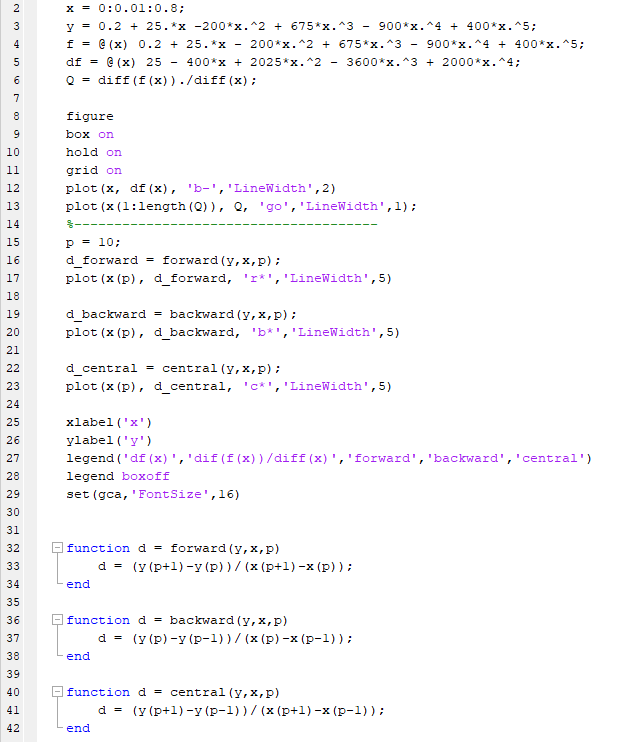 2 x = 0:0.01:0.8;
3 y = 0.2 + 25.*x -200*x.^2 + 675*x.^3 - 900*x.^4 + 400*x.^5;
4 f = @(x) 0.2 + 25.*x - 200*x.^2 + 675*x.^3 - 900*x.^4 + 400*x.^5;
5 df = @(x) 25 - 400*x + 2025*x.^2 - 3600*x.^3 + 2000*x.^4;
6 Q = diff(f(x))./diff(x);
7
8 figure
9 box on
10 hold on
11 grid on
12 plot(x, df(x), 'b-','LineWidth',2)
13 plot(x(1:length(Q)), Q, 'go','LineWidth',1);
14 %--------------------------------------
15 p = 10;
16 d_forward = forward(y,x,p);
17 plot(x(p), d_forward, 'r*','LineWidth',5)
18
19 d_backward = backward(y,x,p);
20 plot(x(p), d_backward, 'b*','LineWidth',5)
21
22 d_central = central(y,x,p);
23 plot(x(p), d_central, 'c*','LineWidth',5)
24
25 xlabel('x')
26 ylabel('y')
27 legend('df(x)','dif(f(x))/diff(x)','forward','backward','central')
28 legend boxoff
29 set(gca,'FontSize',16)
30
31
32 function d = forward(y,x,p)
33 d = (y(p+1)-y(p))/(x(p+1)-x(p));
34 end
35
36 function d = backward(y,x,p)
37 d = (y(p)-y(p-1))/(x(p)-x(p-1));
38 end
39
40 function d = central(y,x,p)
41 d = (y(p+1)-y(p-1))/(x(p+1)-x(p-1));
42 end